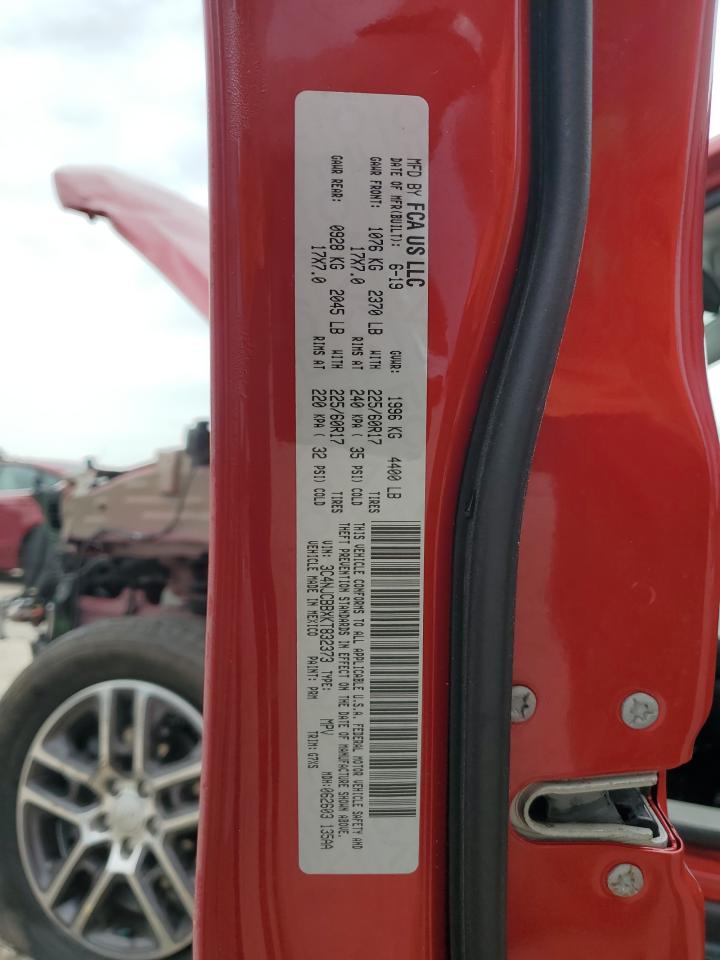 MFD BY FCA US LLC
DATE OF MFR(BUILT): 6-19 GVWR: 1996 KG 4400 LB
GAWR FRONT: 1076 KG 2370 LB WITH 225/60R17 TIRES
17X7.0 RIMS AT 240 KPA ( 35 PSI) COLD
GAWR REAR: 0928 KG 2045 LB WITH 225/60R17 TIRES
17X7.0 RIMS AT 220 KPA ( 32 PSI) COLD
THIS VEHICLE CONFORMS TO ALL APPLICABLE U.S.A. FEDERAL MOTOR VEHICLE SAFETY AND
THEFT PREVENTION STANDARDS IN EFFECT ON THE DATE OF MANUFACTURE SHOWN ABOVE.
VIN: 3C4NJCBBXKT832373 TYPE: MPV MDH:062603 135AA
VEHICLE MADE IN MEXICO PAINT: PRM TRIM: G7XS